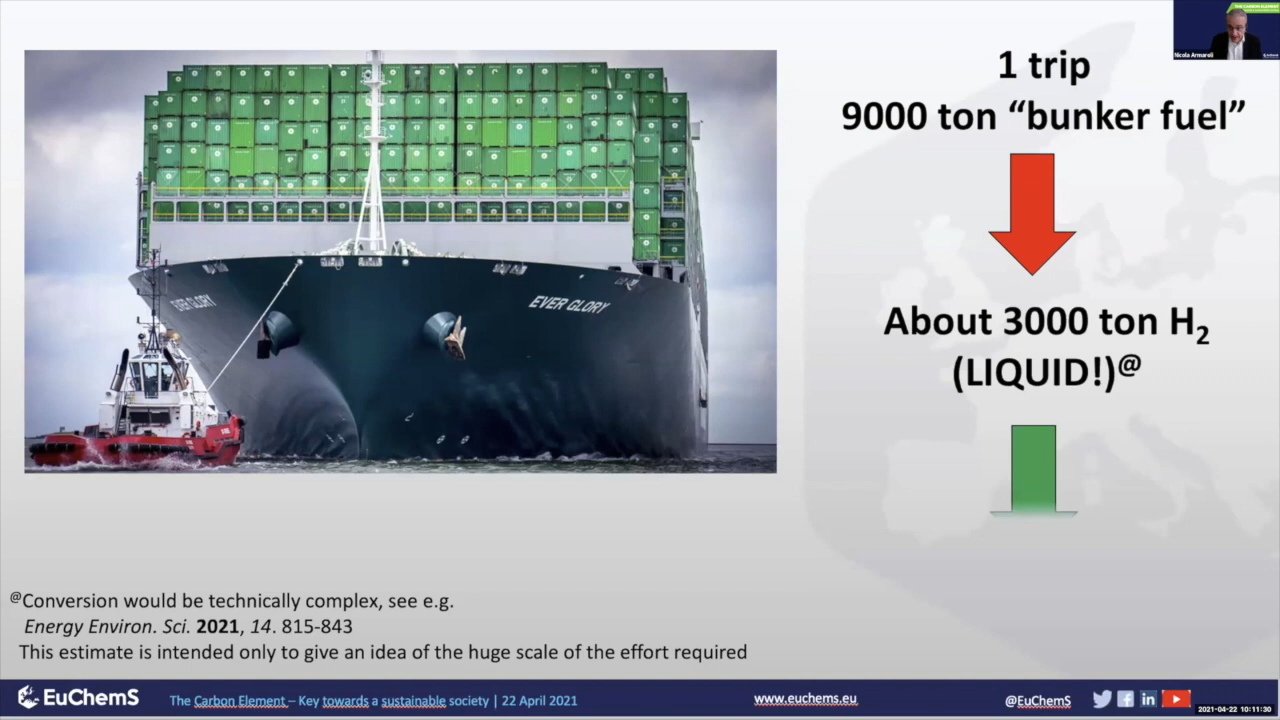 THE CARBON ELEMENT
Nicola Armaroli
1 trip
9000 ton “bunker fuel”
About 3000 ton H₂
(LIQUID!)@
EVER GLORY
EVER GLORY
@Conversion would be technically complex, see e.g.
Energy Environ. Sci. 2021, 14. 815-843
This estimate is intended only to give an idea of the huge scale of the effort required
EuChemS
The Carbon Element – Key towards a sustainable society | 22 April 2021
www.euchems.eu
@EuChemS
2021-04-22 10:11:30